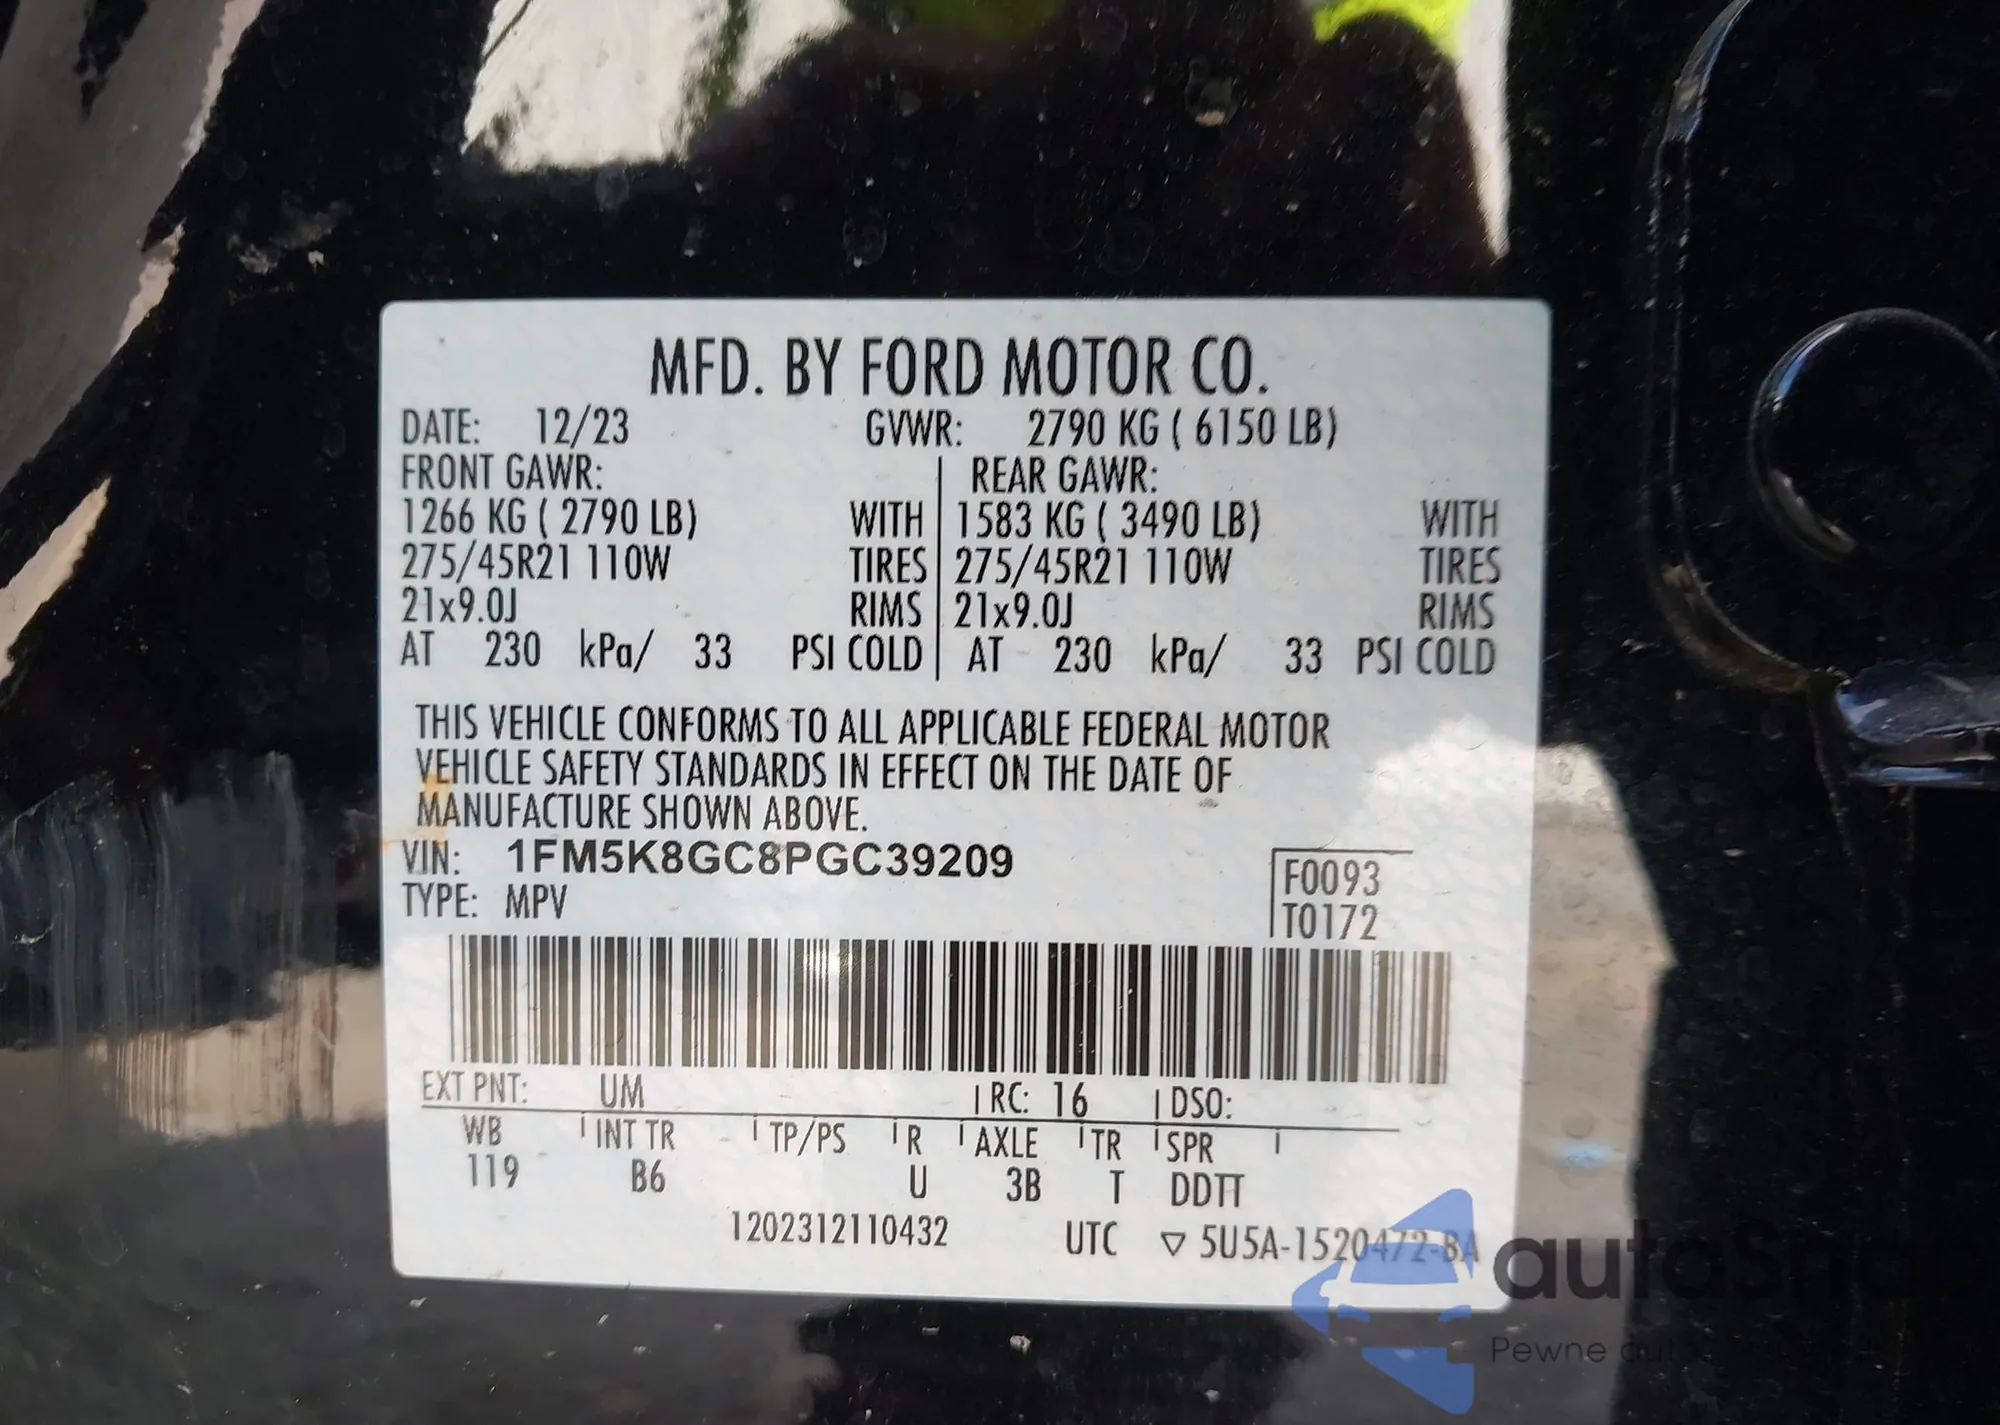 MFD. BY FORD MOTOR CO.
DATE: 12/23 GVWR: 2790 KG ( 6150 LB)
FRONT GAWR: REAR GAWR:
1266 KG ( 2790 LB) WITH 1583 KG ( 3490 LB) WITH
275/45R21 110W TIRES 275/45R21 110W TIRES
21x9.0J RIMS 21x9.0J RIMS
AT 230 kPa/ 33 PSI COLD AT 230 kPa/ 33 PSI COLD
THIS VEHICLE CONFORMS TO ALL APPLICABLE FEDERAL MOTOR
VEHICLE SAFETY STANDARDS IN EFFECT ON THE DATE OF
MANUFACTURE SHOWN ABOVE.
VIN: 1FM5K8GC8PGC39209
F0093
TYPE: MPV
T0172
EXT PNT: UM RC: 16 DSO:
WB INT TR TP/PS R AXLE TR SPR
119 B6 U 3B T DDTT
1202312110432 UTC ▽ 5U5A-1520472-BA
Pewne